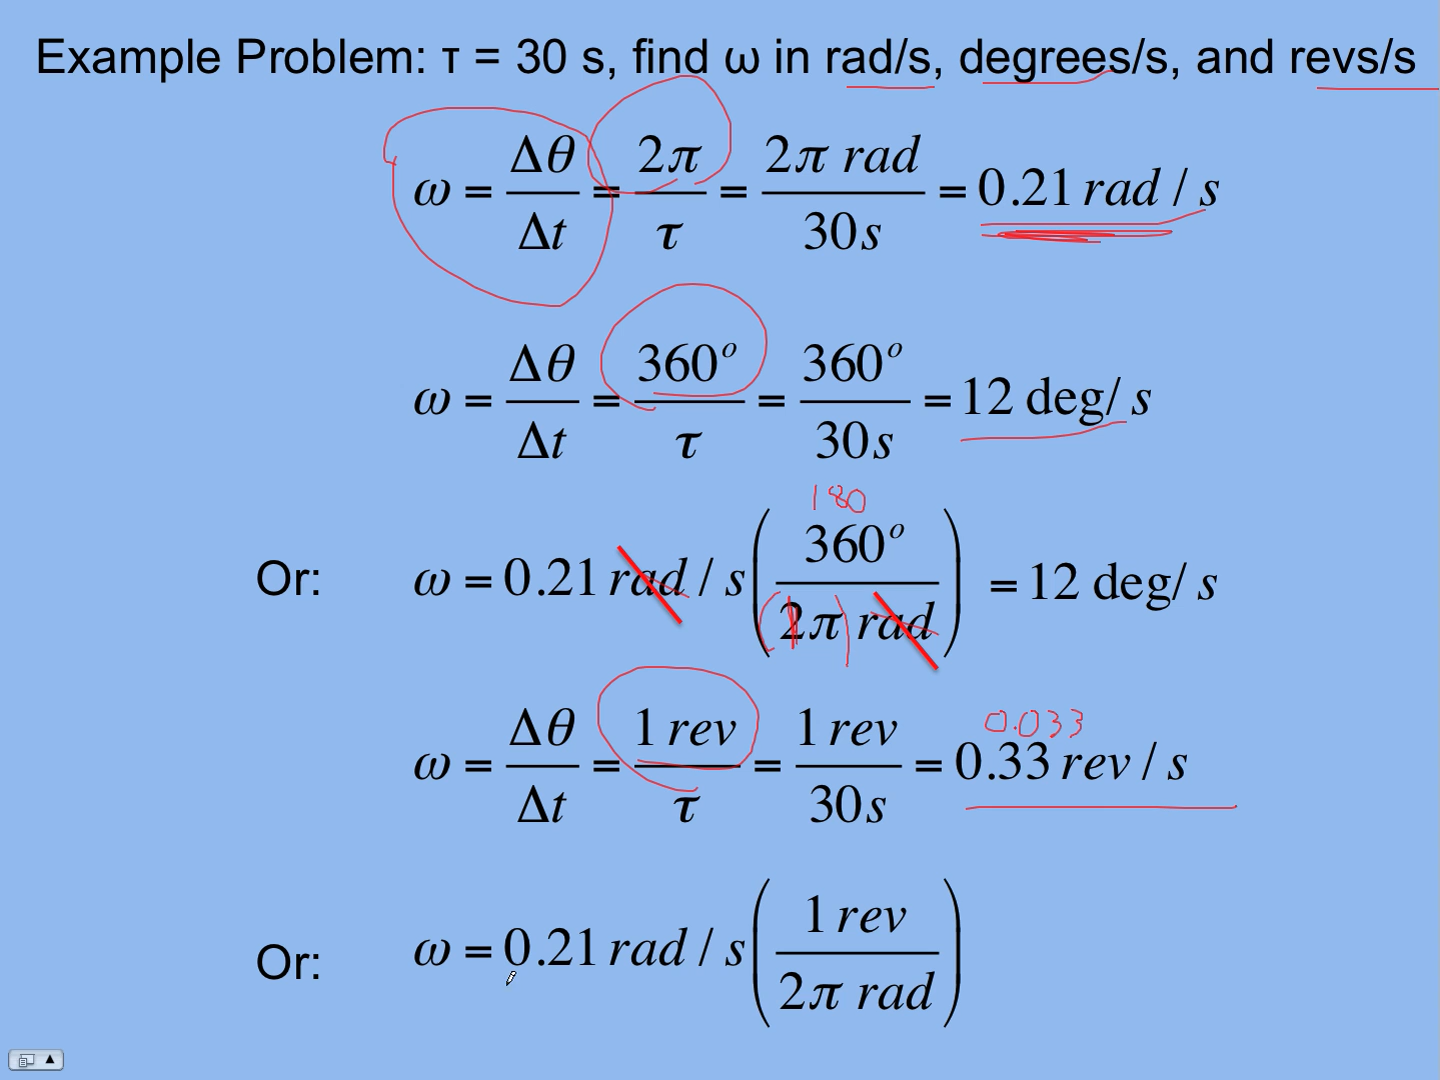 Example Problem: τ = 30 s, find ω in rad/s, degrees/s, and revs/s
ω = Δθ/Δt = 2π/τ = 2π rad/30s = 0.21 rad / s
ω = Δθ/Δt = 360°/τ = 360°/30s = 12 deg/ s
180
Or: ω = 0.21 rad / s (360°/2π rad) = 12 deg/ s
0.033
ω = Δθ/Δt = 1 rev/τ = 1 rev/30s = 0.33 rev / s
Or: ω = 0.21 rad / s (1 rev/2π rad)